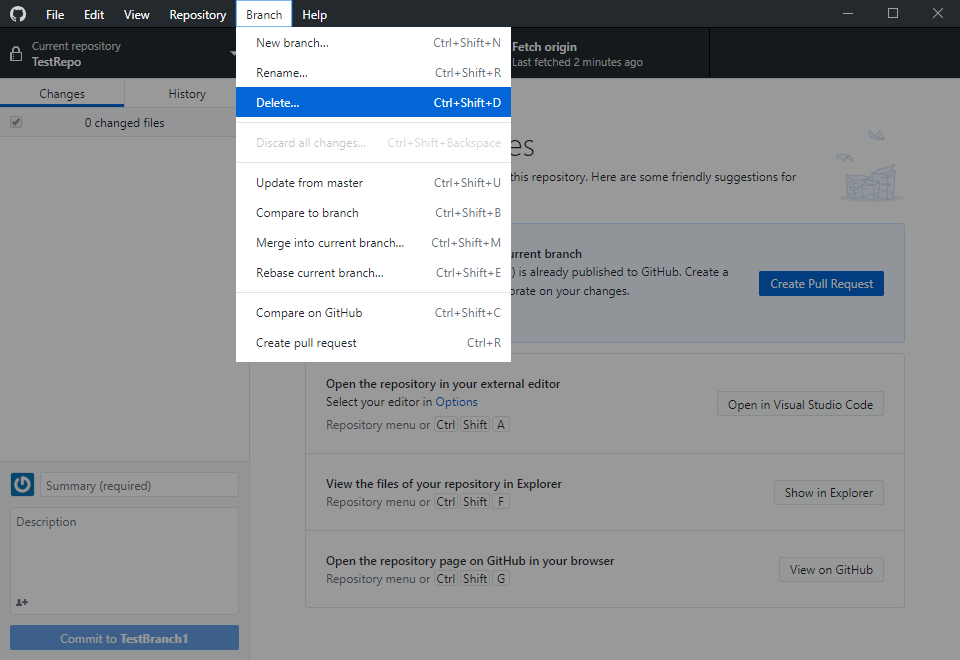 File Edit View Repository Branch Help
Current repository
TestRepo
Fetch origin
Last fetched 2 minutes ago
New branch... Ctrl+Shift+N
Rename... Ctrl+Shift+R
Delete... Ctrl+Shift+D
Discard all changes... Ctrl+Shift+Backspace
Update from master Ctrl+Shift+U
Compare to branch Ctrl+Shift+B
Merge into current branch... Ctrl+Shift+M
Rebase current branch... Ctrl+Shift+E
Compare on GitHub Ctrl+Shift+C
Create pull request Ctrl+R
Changes History
0 changed files
es
this repository. Here are some friendly suggestions for
urrent branch
) is already published to GitHub. Create a
orate on your changes.
Create Pull Request
Open the repository in your external editor
Select your editor in Options
Repository menu or Ctrl Shift A
Open in Visual Studio Code
View the files of your repository in Explorer
Repository menu or Ctrl Shift F
Show in Explorer
Open the repository page on GitHub in your browser
Repository menu or Ctrl Shift G
View on GitHub
Summary (required)
Description
Commit to TestBranch1